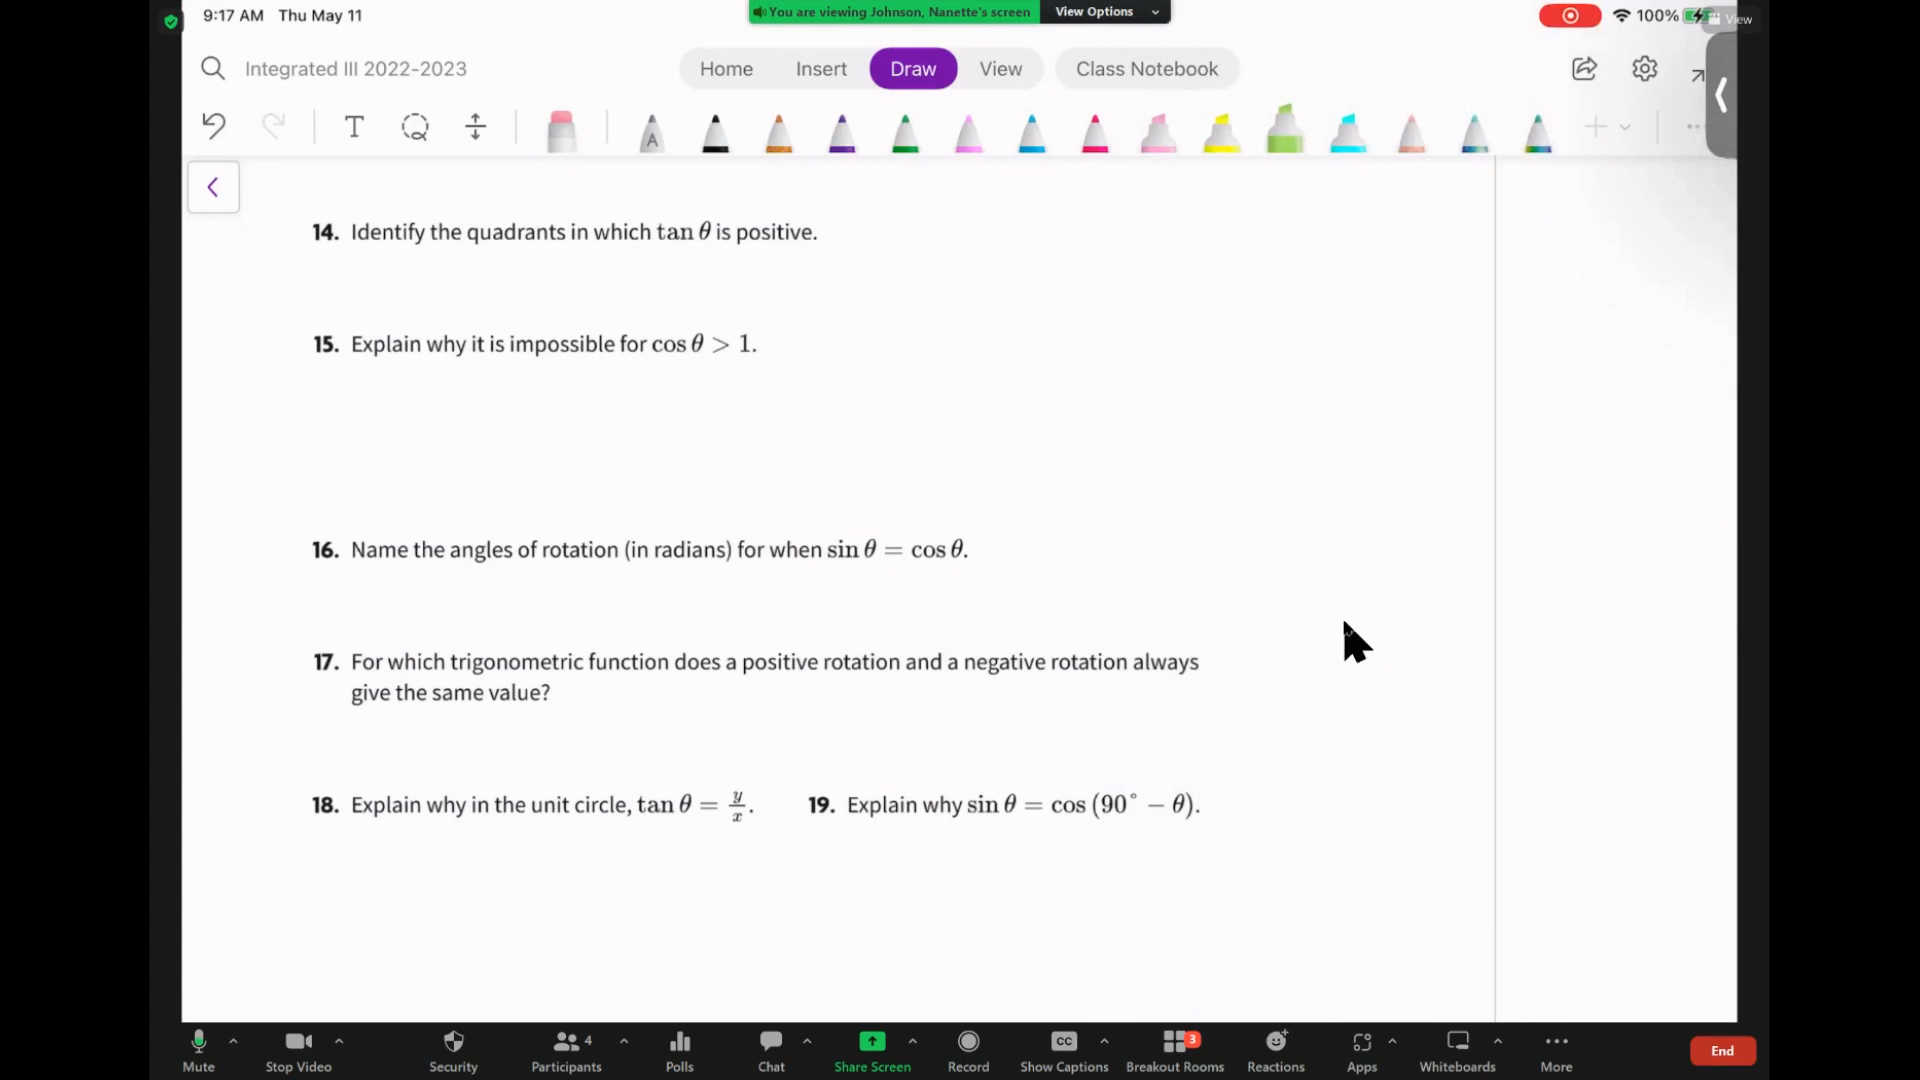 9:17 AM Thu May 11
You are viewing Johnson, Nanette's screen View Options
100%
View
Integrated III 2022-2023
Home Insert Draw View Class Notebook
T
A
14. Identify the quadrants in which tan θ is positive.
15. Explain why it is impossible for cos θ > 1.
16. Name the angles of rotation (in radians) for when sin θ = cos θ.
17. For which trigonometric function does a positive rotation and a negative rotation always
give the same value?
18. Explain why in the unit circle, tan θ = y/x. 19. Explain why sin θ = cos (90° − θ).
4 CC 3
Mute Stop Video Security Participants Polls Chat Share Screen Record Show Captions Breakout Rooms Reactions Apps Whiteboards More End